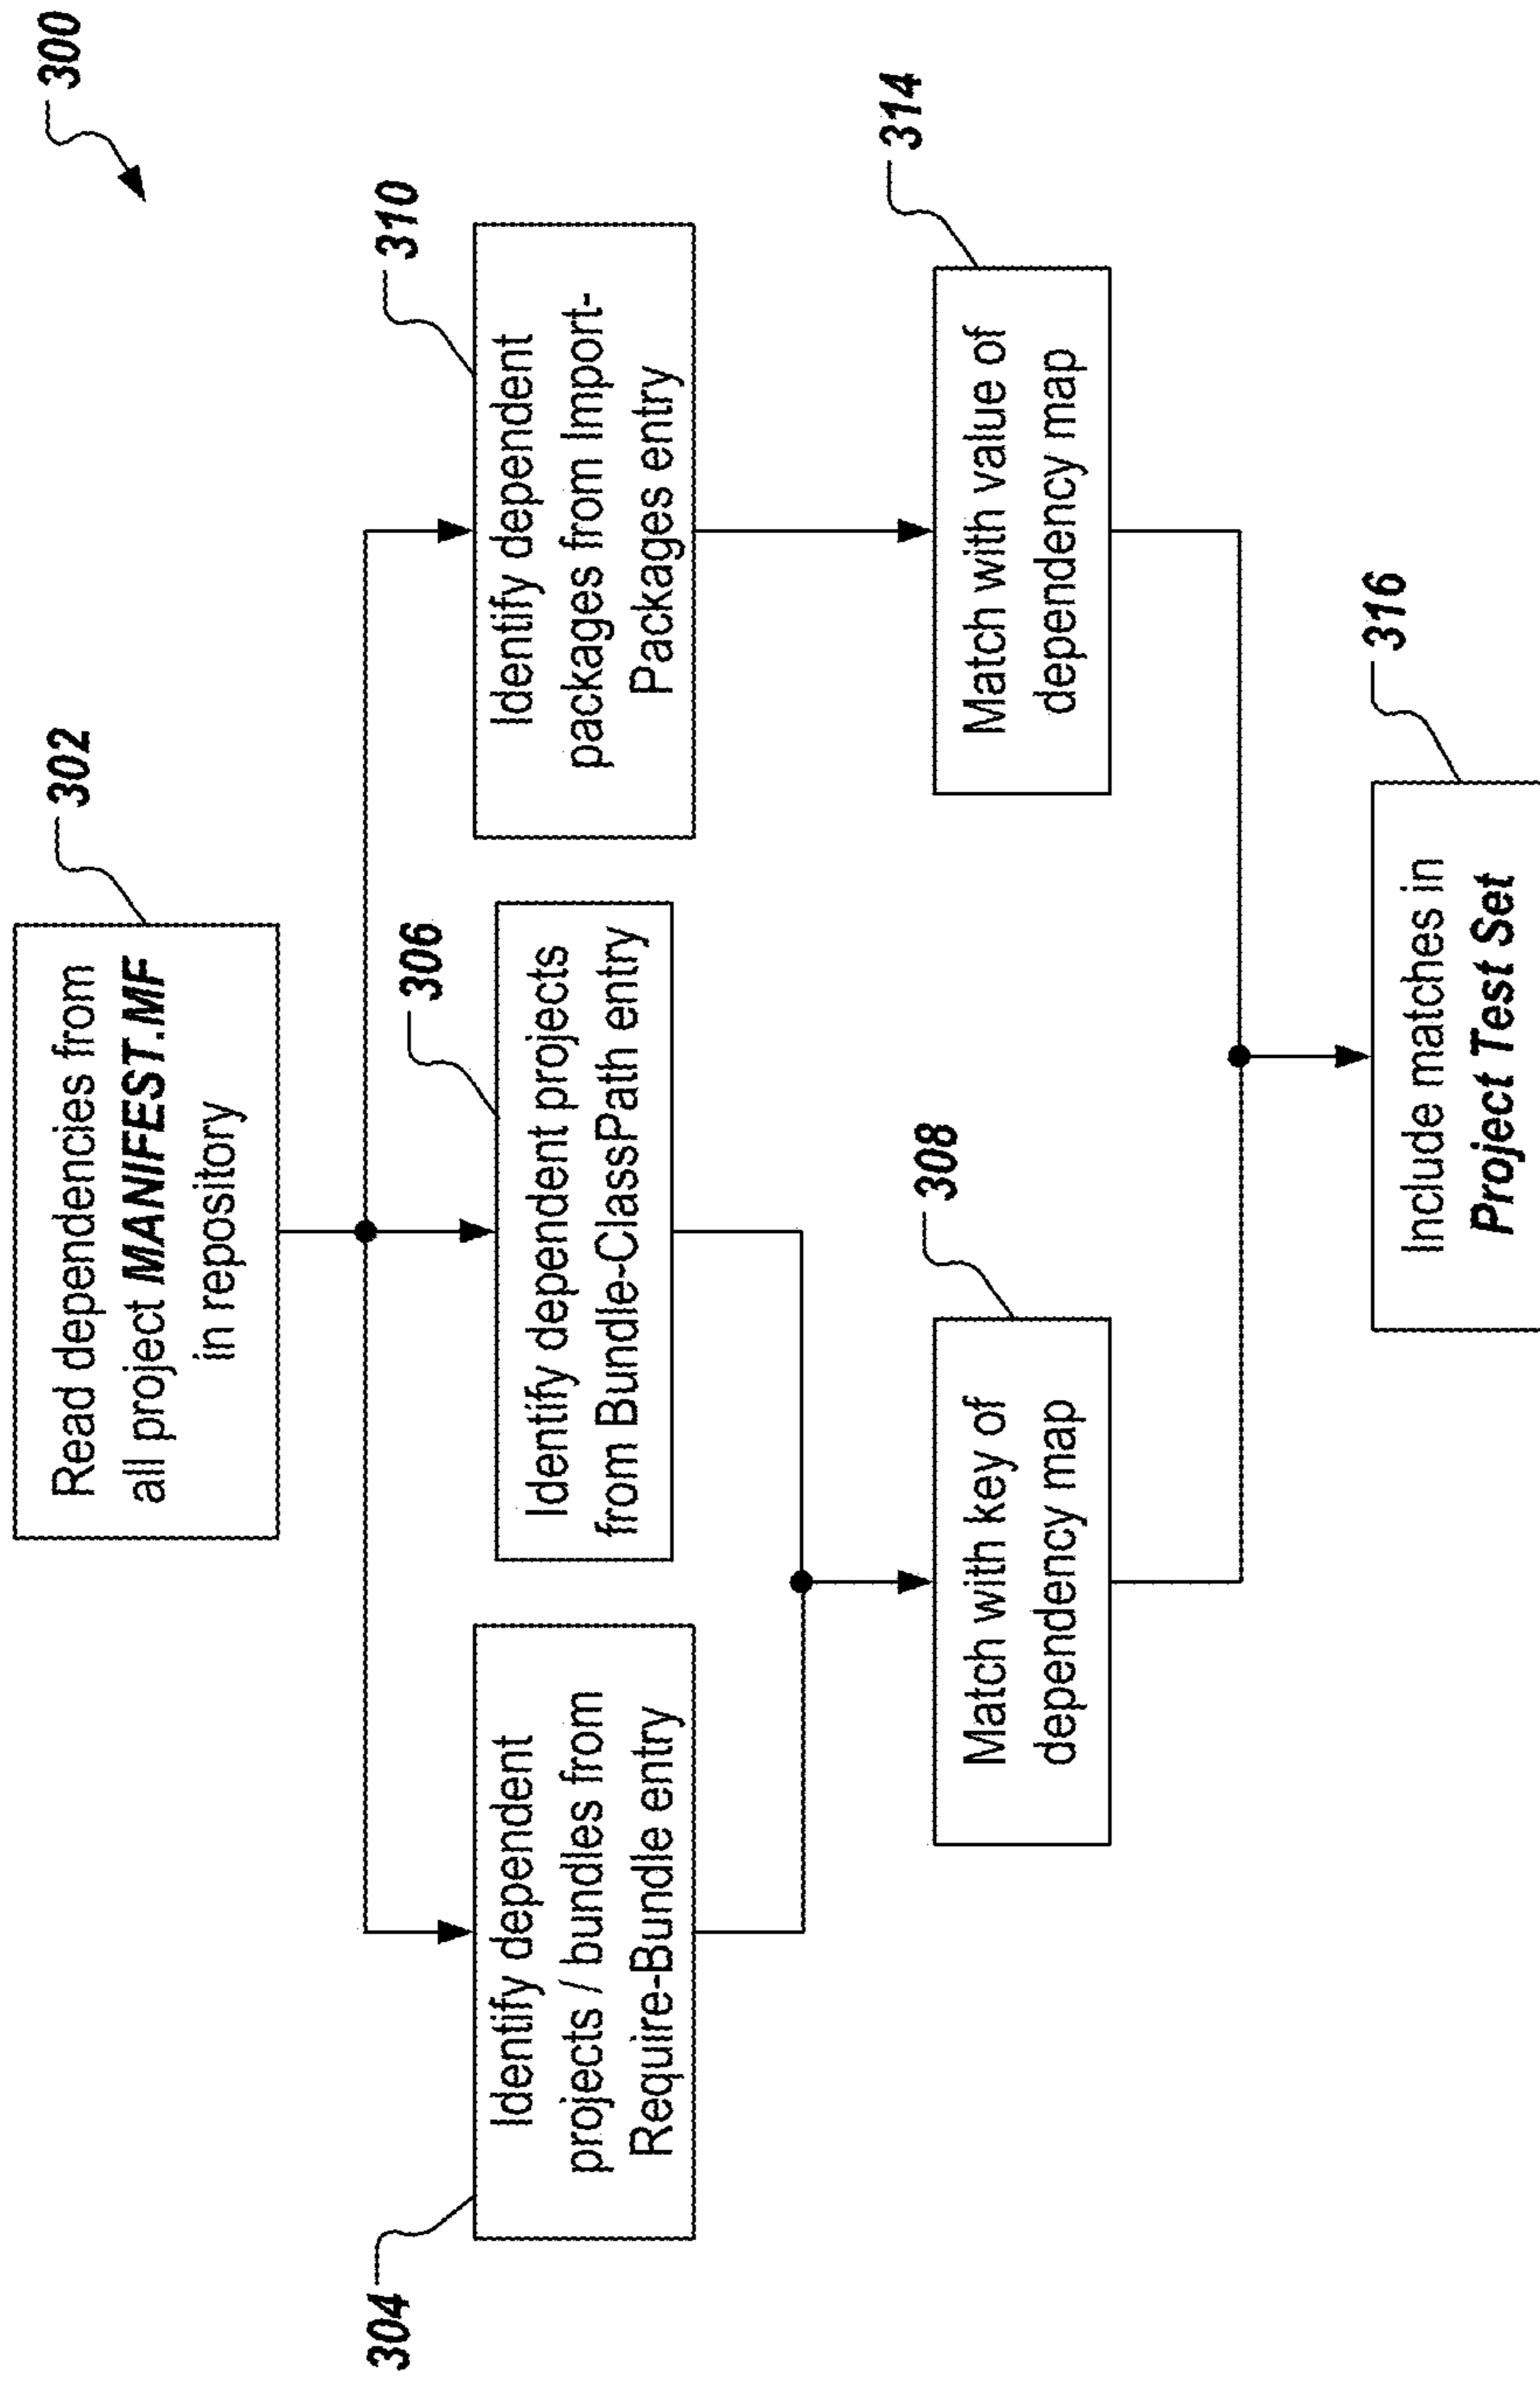 300
302
Read dependencies from
all project MANIFEST.MF
in repository
304
Identify dependent
projects / bundles from
Require-Bundle entry
306
Identify dependent projects
from Bundle-ClassPath entry
310
Identify dependent
packages from Import-
Packages entry
308
Match with key of
dependency map
314
Match with value of
dependency map
316
Include matches in
Project Test Set